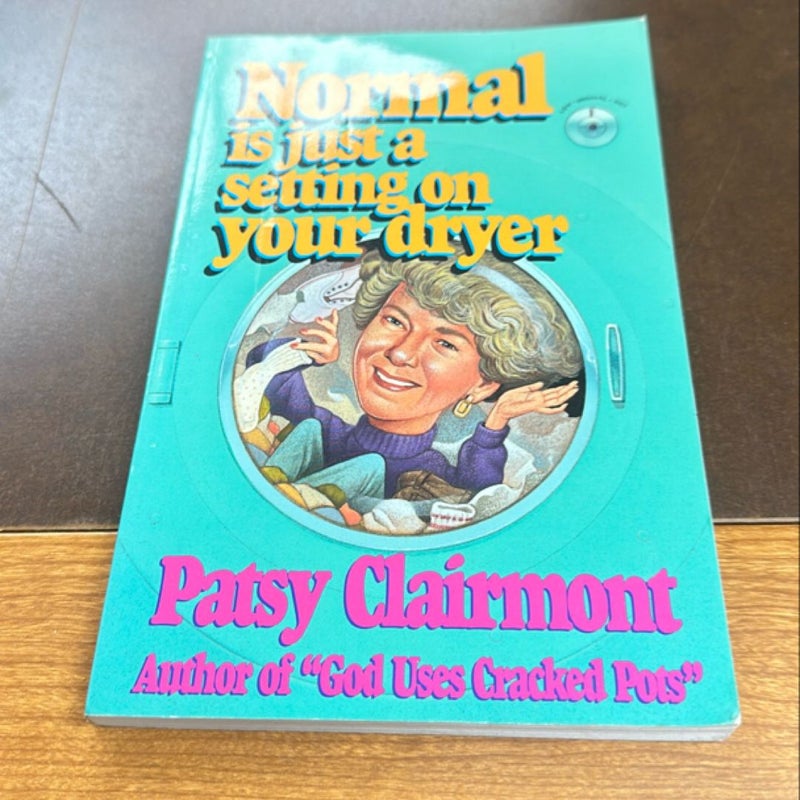 Normal
is just a
setting on
your dryer
Patsy Clairmont
Author of “God Uses Cracked Pots”